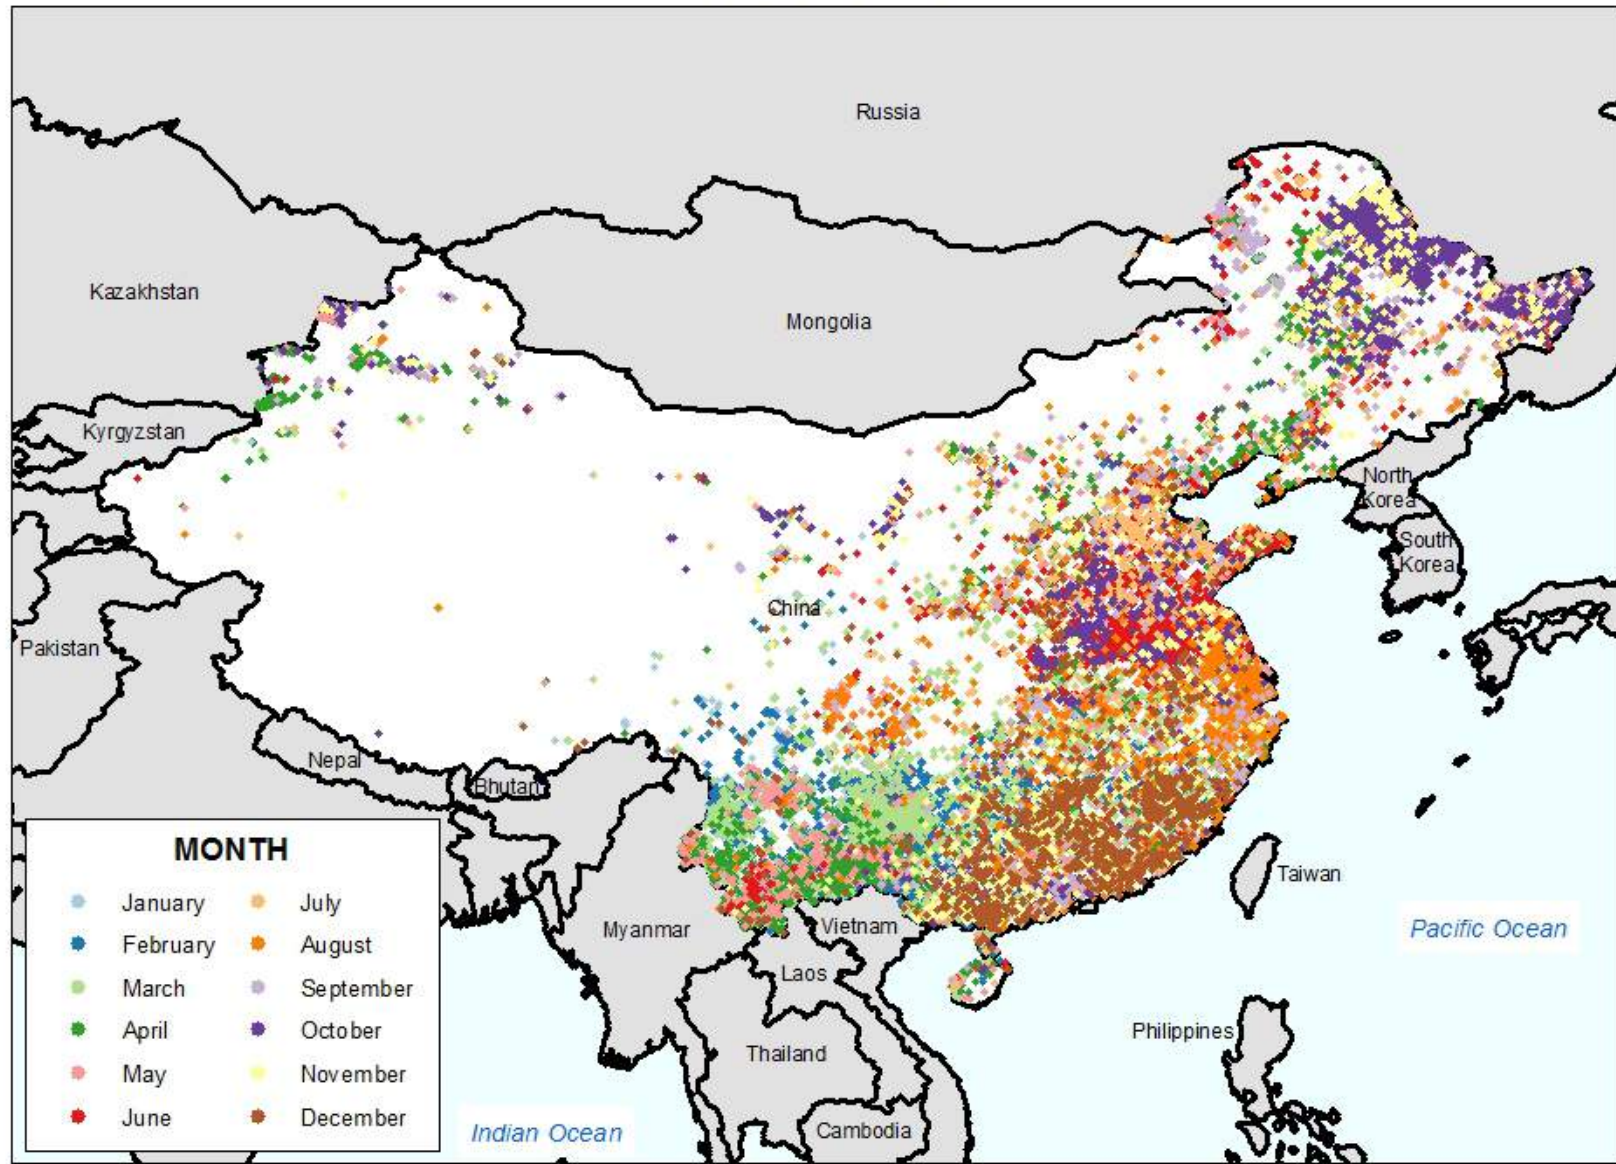 Russia
Kazakhstan
Mongolia
Kyrgyzstan
North
Korea
South
Korea
China
Pakistan
Nepal
Bhutan
MONTH
January
July
February
August
March
September
April
October
May
November
June
December
Taiwan
Myanmar
Vietnam
Pacific Ocean
Laos
Philippines
Thailand
Indian Ocean
Cambodia